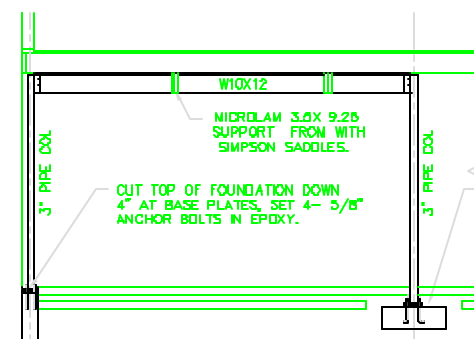 W10X12
MICROLAM 3.6X 9.25
SUPPORT FROM WITH
SIMPSON SADDLES.
3" PIPE COL
3" PIPE COL
CUT TOP OF FOUNDATION DOWN
4" AT BASE PLATES, SET 4- 5/8"
ANCHOR BOLTS IN EPOXY.